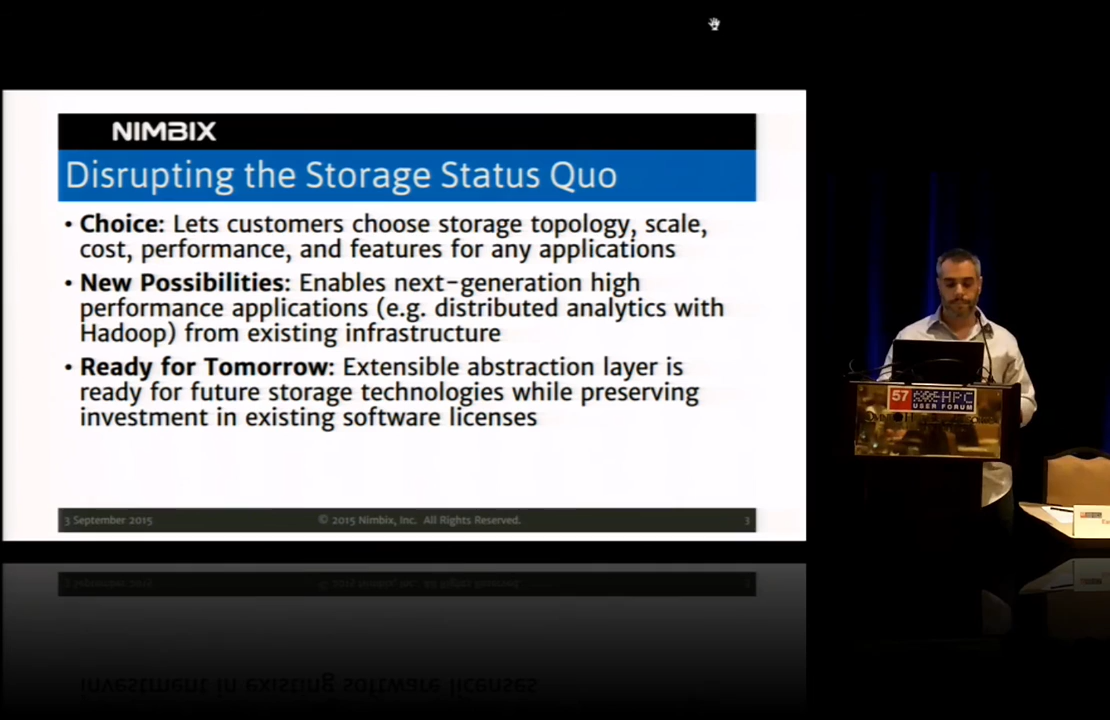 NIMBIX
Disrupting the Storage Status Quo
• Choice: Lets customers choose storage topology, scale,
cost, performance, and features for any applications
• New Possibilities: Enables next-generation high
performance applications (e.g. distributed analytics with
Hadoop) from existing infrastructure
• Ready for Tomorrow: Extensible abstraction layer is
ready for future storage technologies while preserving
investment in existing software licenses
3 September 2015 © 2015 Nimbix, Inc. All Rights Reserved. 3
57 HPC
USER FORUM